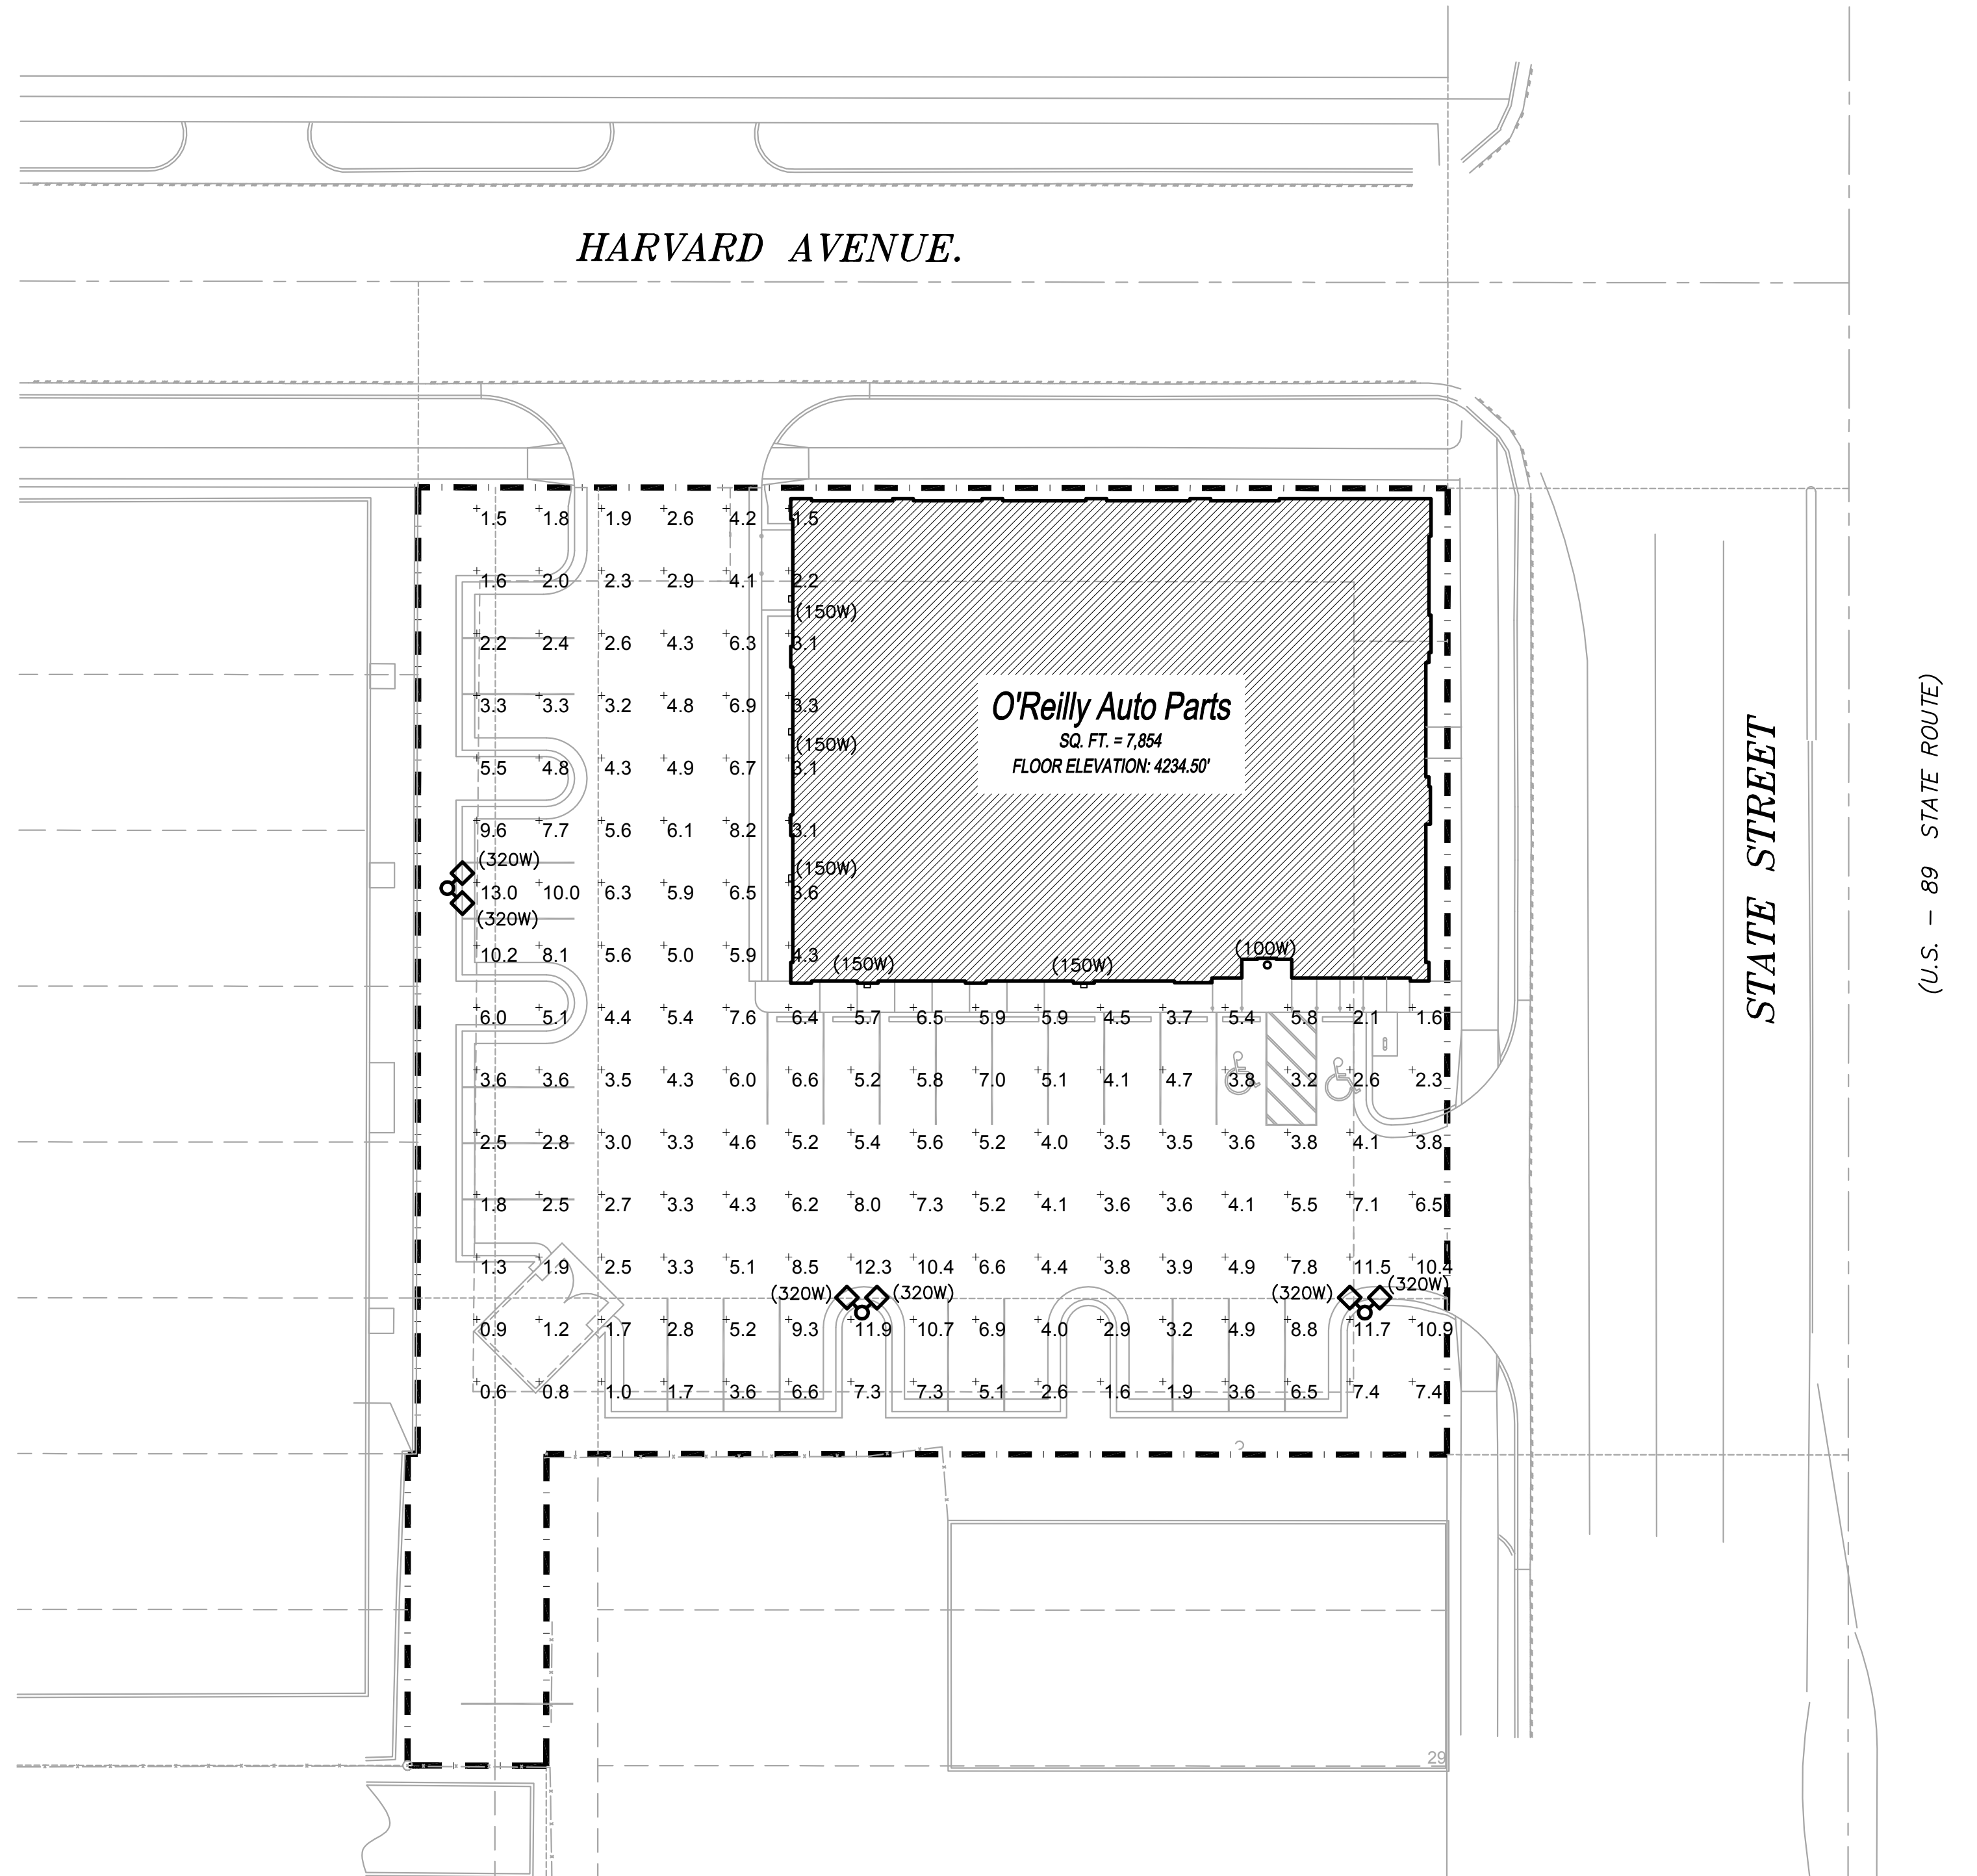 HARVARD AVENUE.
1.5 1.8 1.9 2.6 4.2 1.5
1.6 2.0 2.3 2.9 4.1 2.2
(150W)
2.2 2.4 2.6 4.3 6.3 3.1
3.3 3.3 3.2 4.8 6.9 3.3
O'Reilly Auto Parts
SQ. FT. = 7,854
FLOOR ELEVATION: 4234.50'
(150W)
5.5 4.8 4.3 4.9 6.7 3.1
9.6 7.7 5.6 6.1 8.2 3.1
(320W)
(150W)
13.0 10.0 6.3 5.9 6.5 3.6
(320W)
10.2 8.1 5.6 5.0 5.9 4.3
(150W) (150W) (100W)
6.0 5.1 4.4 5.4 7.6 6.4 5.7 6.5 5.9 5.9 4.5 3.7 5.4 5.8 2.1 1.6
3.6 3.6 3.5 4.3 6.0 6.6 5.2 5.8 7.0 5.1 4.1 4.7 3.8 3.2 2.6 2.3
2.5 2.8 3.0 3.3 4.6 5.2 5.4 5.6 5.2 4.0 3.5 3.5 3.6 3.8 4.1 3.8
1.8 2.5 2.7 3.3 4.3 6.2 8.0 7.3 5.2 4.1 3.6 3.6 4.1 5.5 7.1 6.5
1.3 1.9 2.5 3.3 5.1 8.5 12.3 10.4 6.6 4.4 3.8 3.9 4.9 7.8 11.5 10.4
(320W) (320W) (320W) (320W)
0.9 1.2 1.7 2.8 5.2 9.3 11.9 10.7 6.9 4.0 2.9 3.2 4.9 8.8 11.7 10.9
0.6 0.8 1.0 1.7 3.6 6.6 7.3 7.3 5.1 2.6 1.6 1.9 3.6 6.5 7.4 7.4
29
STATE STREET
(U.S. - 89 STATE ROUTE)